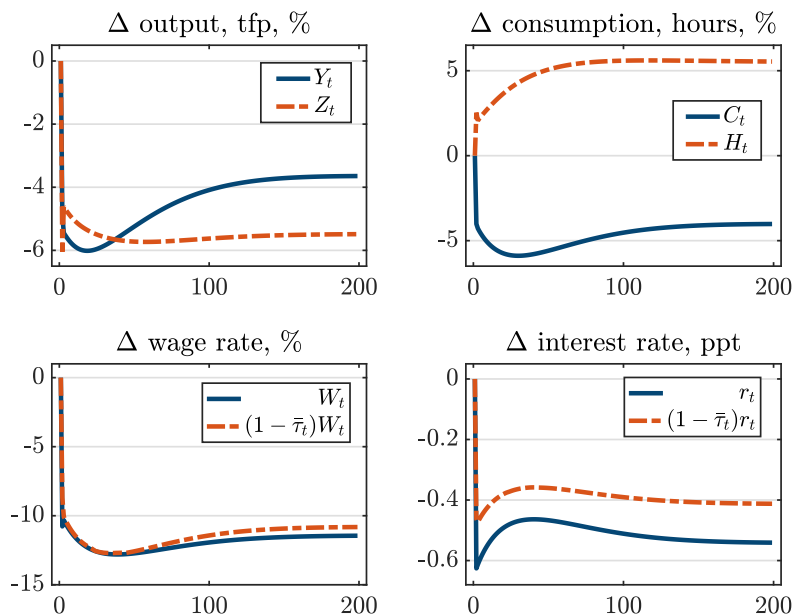 Δ output, tfp, %
0
-2
-4
-6
0 100 200
Y_t
Z_t
Δ consumption, hours, %
5
0
-5
0 100 200
C_t
H_t
Δ wage rate, %
0
-5
-10
-15
0 100 200
W_t
(1 − τ̄_t)W_t
Δ interest rate, ppt
0
-0.2
-0.4
-0.6
0 100 200
r_t
(1 − τ̄_t)r_t